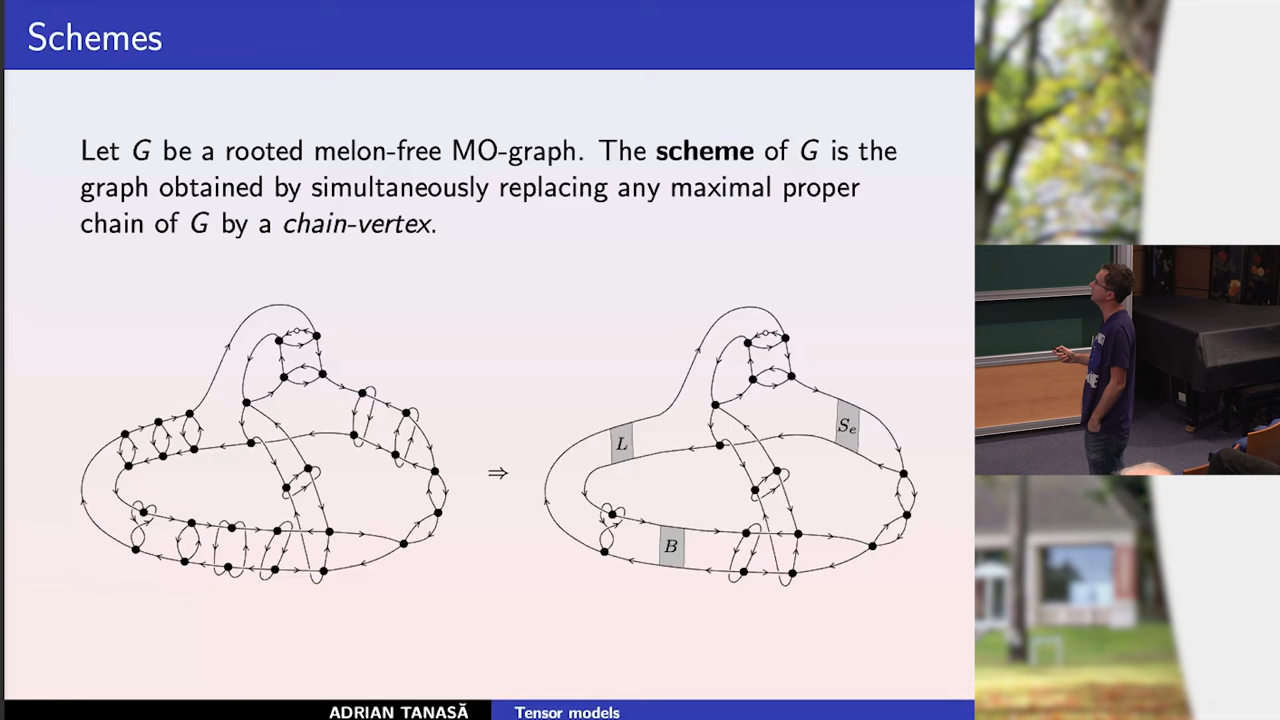 Schemes
Let G be a rooted melon-free MO-graph. The scheme of G is the
graph obtained by simultaneously replacing any maximal proper
chain of G by a chain-vertex.
L
Sₑ
⇒
B
ADRIAN TANASĂ
Tensor models